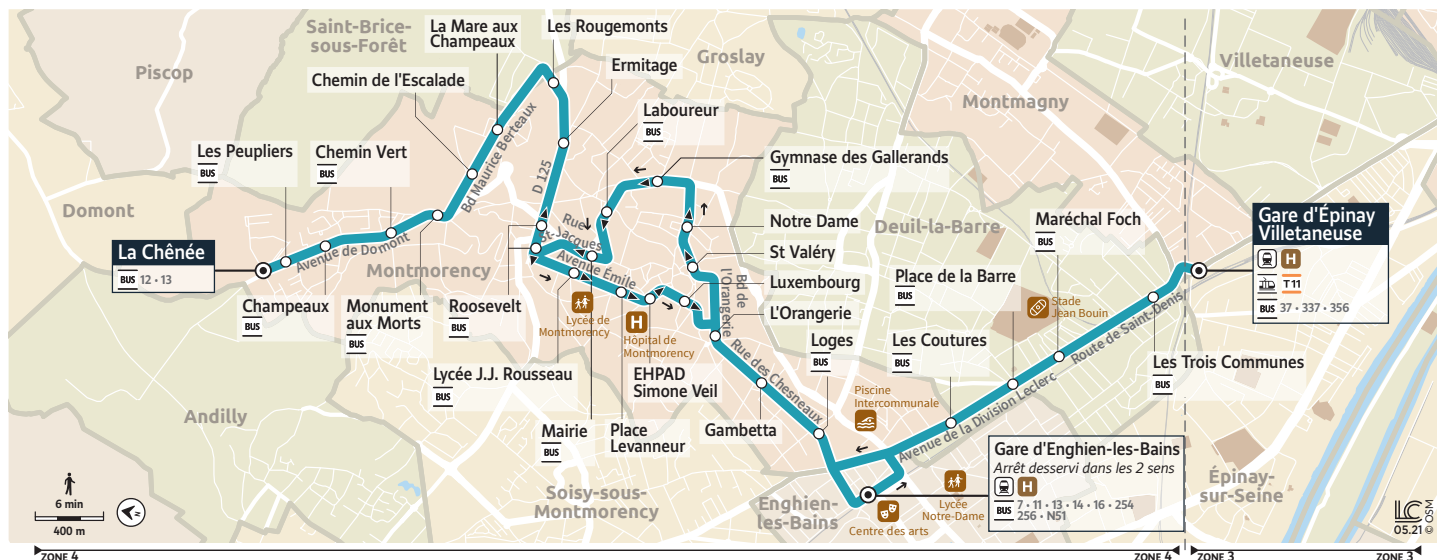 Saint-Brice-
sous-Forêt
La Mare aux
Champeaux
Les Rougemonts
Piscop
Groslay
Villetaneuse
Chemin de l'Escalade
Ermitage
Montmagny
Laboureur
BUS
Les Peupliers
BUS
Chemin Vert
BUS
Bd Maurice Berteaux
D 125
Gymnase des Gallerands
BUS
Domont
Notre Dame
Deuil-la-Barre
Maréchal Foch
BUS
Gare d'Épinay
Villetaneuse
H
T11
BUS 37 • 337 • 356
La Chênée
BUS 12 • 13
Avenue de Domont
Montmorency
Rue
St-Jacques
Avenue Émile
St Valéry
Luxembourg
Bd de
l'Orangerie
L'Orangerie
Place de la Barre
BUS
Stade
Jean Bouin
Route de Saint-Denis
Champeaux
BUS
Monument
aux Morts
BUS
Roosevelt
BUS
Lycée de
Montmorency
H
Hôpital de
Montmorency
Rue des Chesneaux
Loges
BUS
Les Coutures
BUS
Les Trois Communes
BUS
Lycée J.J. Rousseau
BUS
EHPAD
Simone Veil
Piscine
Intercommunale
Avenue de la Division Leclerc
Andilly
Mairie
BUS
Place
Levanneur
Gambetta
Gare d'Enghien-les-Bains
Arrêt desservi dans les 2 sens
H
BUS 7 • 11 • 13 • 14 • 16 • 254
256 • N51
Soisy-sous-
Montmorency
Enghien-
les-Bains
Centre des arts
Lycée
Notre-Dame
Épinay-
sur-Seine
6 min
400 m
LC
05.21 © OSM
ZONE 4
ZONE 4
ZONE 3
ZONE 3